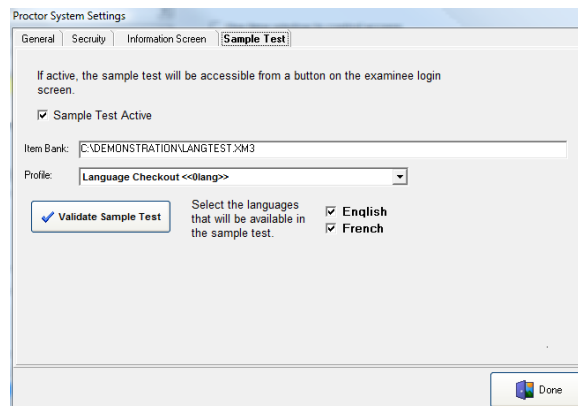 Proctor System Settings
General Secruity Information Screen Sample Test
If active, the sample test will be accessible from a button on the examinee login
screen.
Sample Test Active
Item Bank: C:\DEMONSTRATION\LANGTEST.XM3
Profile: Language Checkout <<0lang>>
Validate Sample Test
Select the languages
that will be available in
the sample test.
English
French
Done